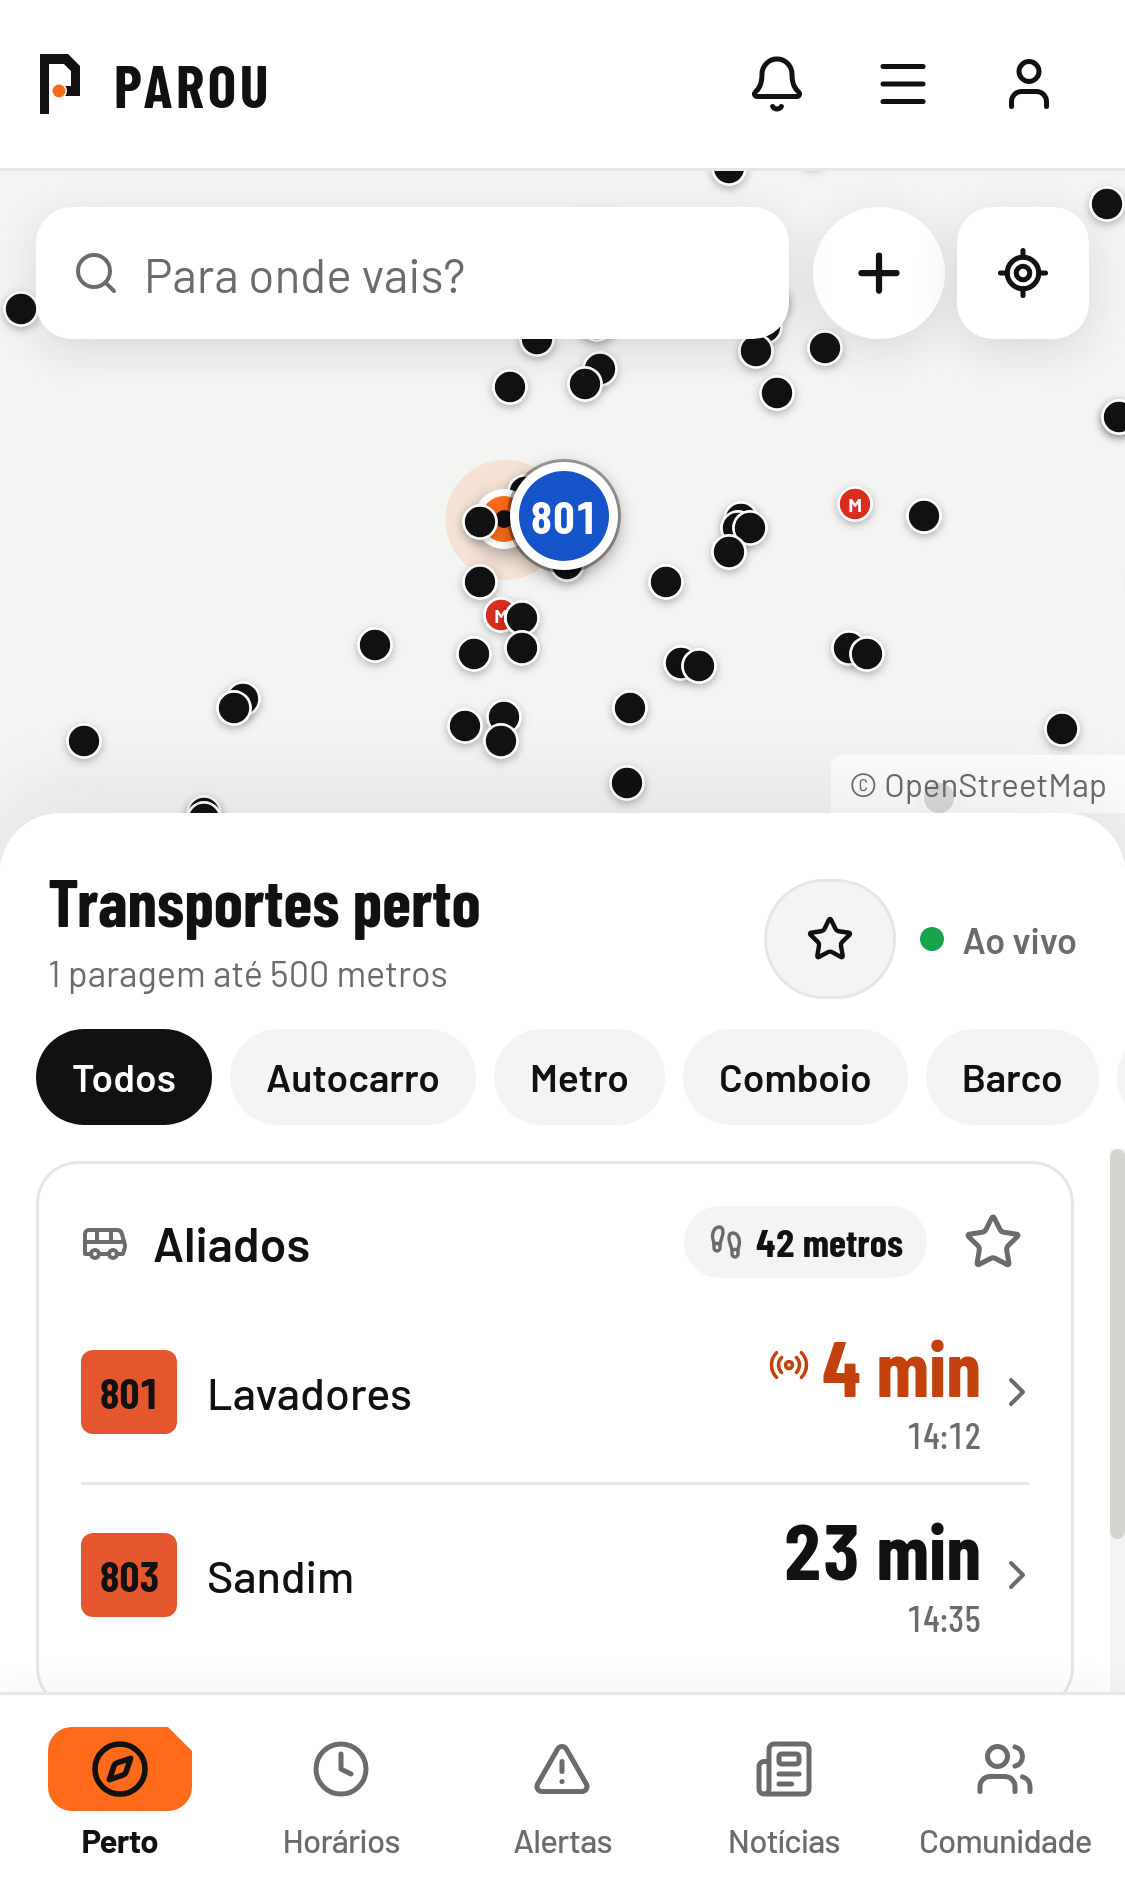 PAROU
Para onde vais?
801
M
M
© OpenStreetMap
Transportes perto
1 paragem até 500 metros
Ao vivo
Todos
Autocarro
Metro
Comboio
Barco
Aliados
42 metros
801
Lavadores
4 min
14:12
803
Sandim
23 min
14:35
Perto
Horários
Alertas
Notícias
Comunidade